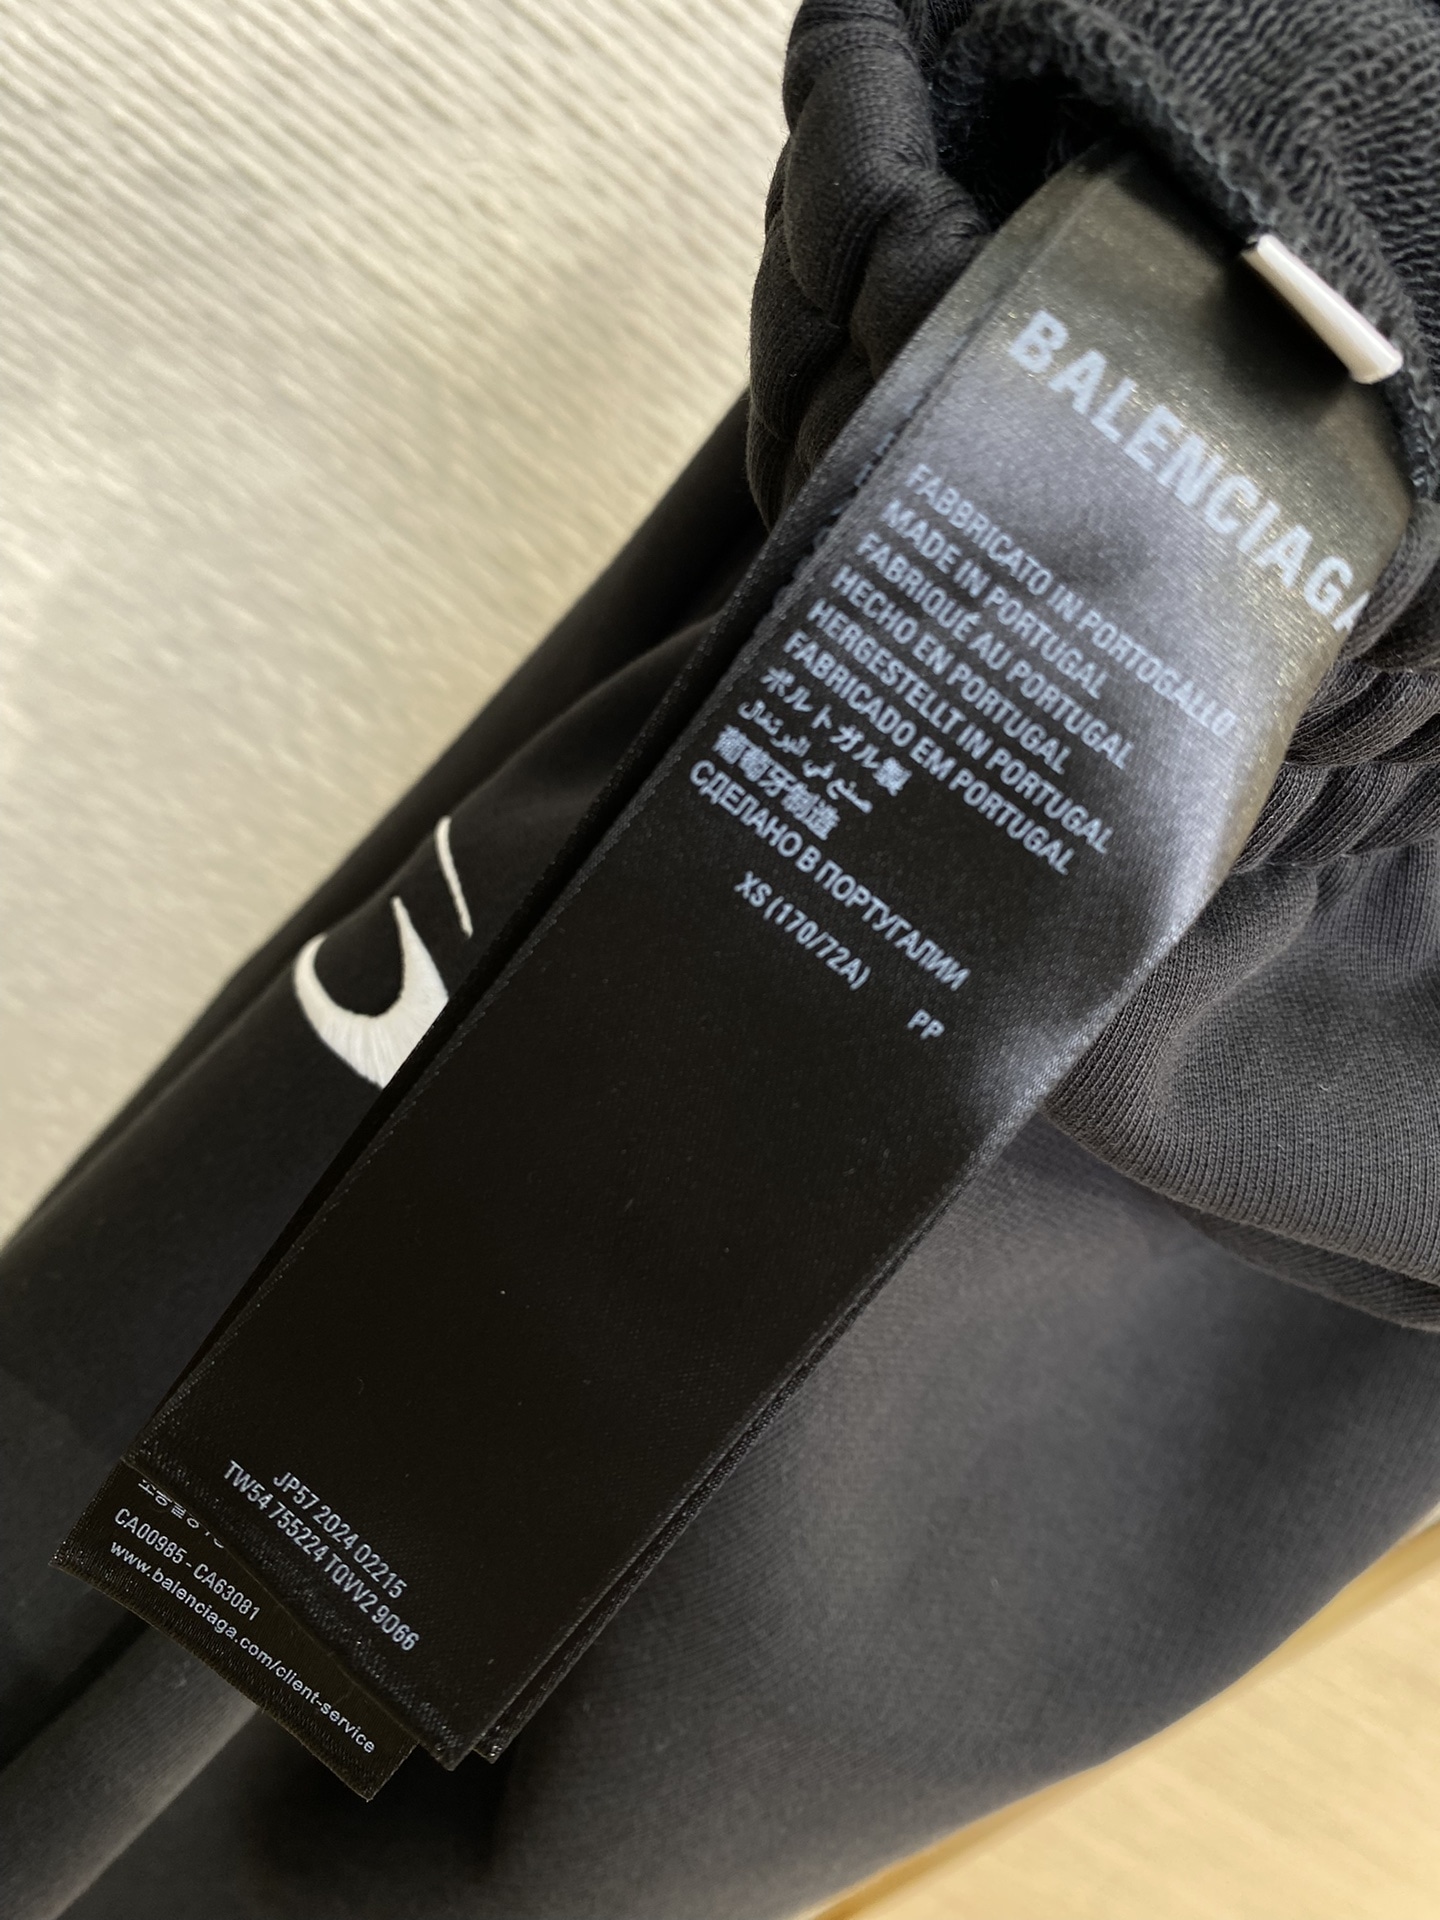 BALENCIAGA
FABBRICATO IN PORTOGALLO
MADE IN PORTUGAL
FABRIQUÉ AU PORTUGAL
HECHO EN PORTUGAL
HERGESTELLT IN PORTUGAL
FABRICADO EM PORTUGAL
ポルトガル製
صنع في البرتغال
葡萄牙制造
СДЕЛАНО В ПОРТУГАЛИИ
XS (170/72A)
PP
JP57 2024 02215
TW54 755224 TQVV2 9066
CA00985 - CA63081
www.balenciaga.com/client-service